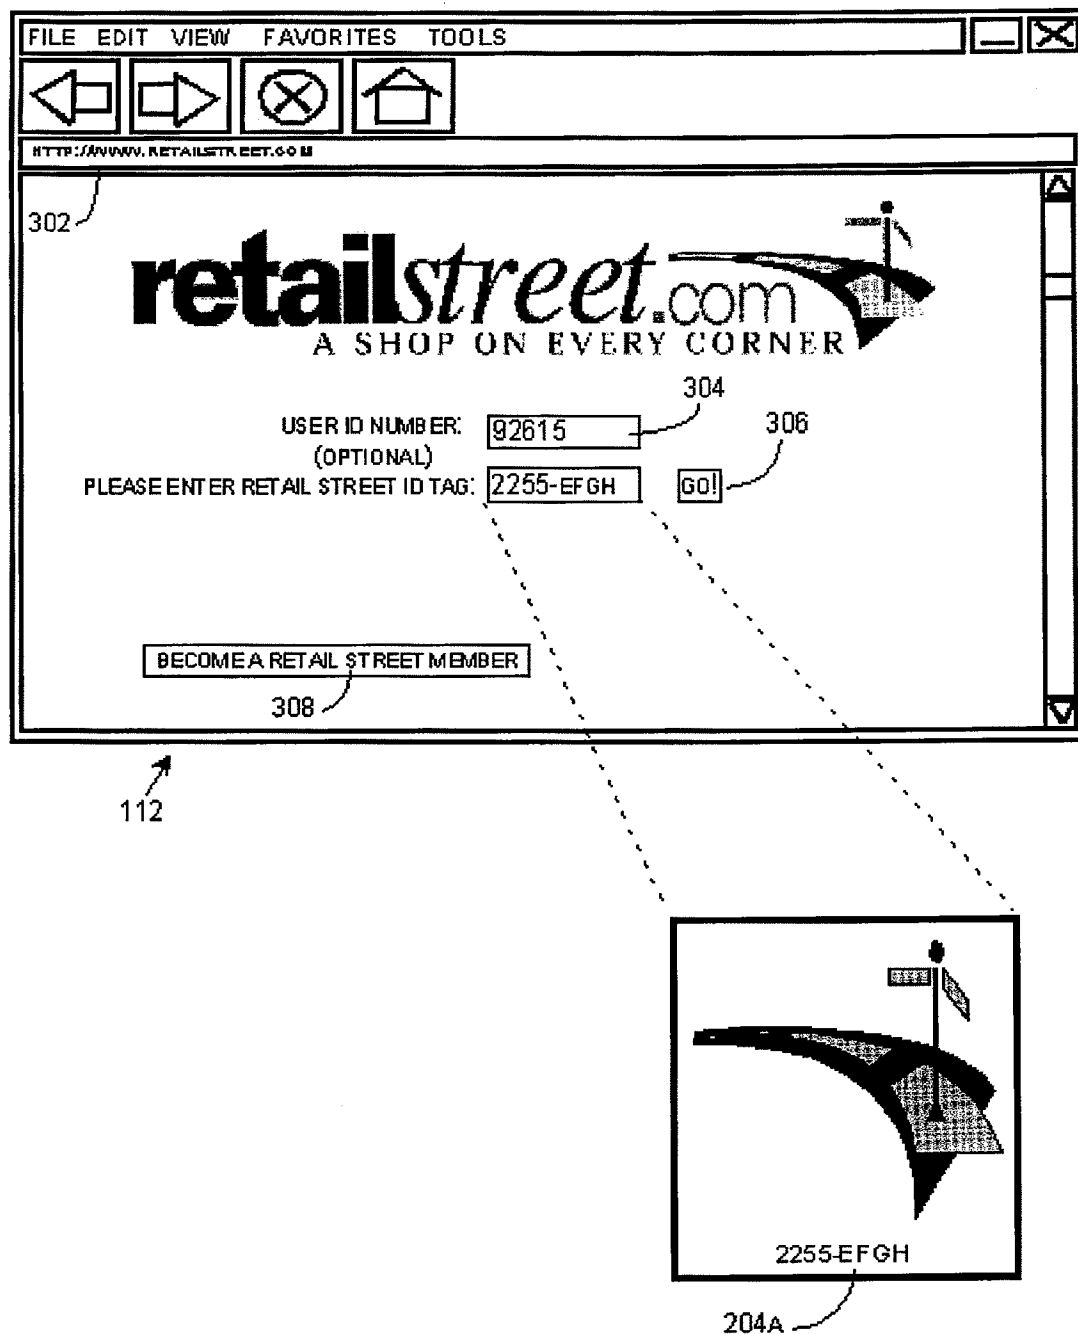 FILE EDIT VIEW FAVORITES TOOLS
HTTP://WWW.RETAILSTREET.COM
302
retailstreet.com
A SHOP ON EVERY CORNER
304
306
USER ID NUMBER: 92615
(OPTIONAL)
PLEASE ENTER RETAIL STREET ID TAG: 2255-EFGH GO!
BECOME A RETAIL STREET MEMBER
308
112
2255-EFGH
204A